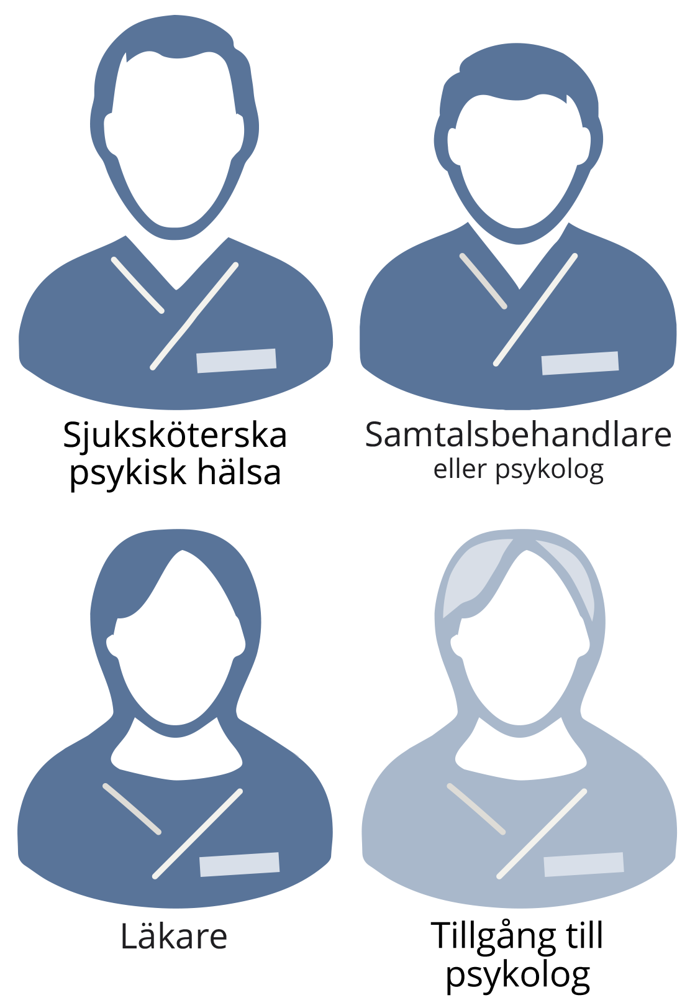 Sjuksköterska
psykisk hälsa
Samtalsbehandlare
eller psykolog
Läkare
Tillgång till
psykolog